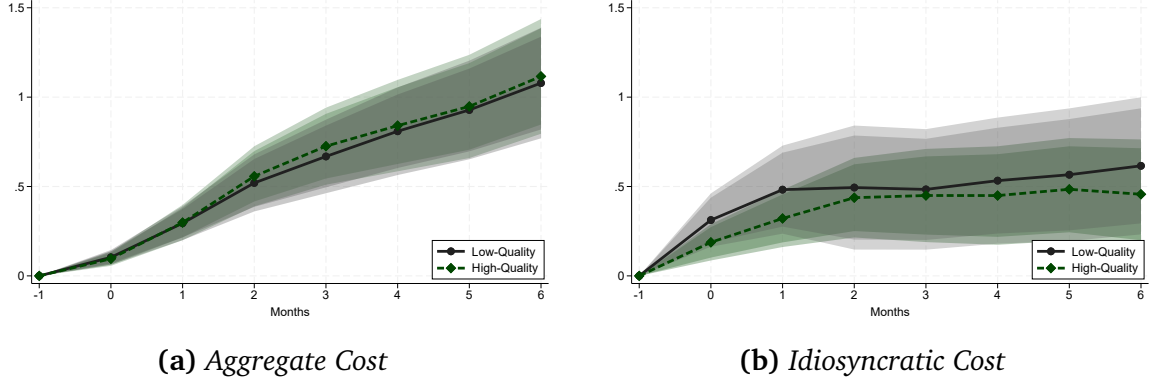 1.5
1
.5
0
-1 0 1 2 3 4 5 6
Months
Low-Quality
High-Quality
(a) Aggregate Cost
1.5
1
.5
0
-1 0 1 2 3 4 5 6
Months
Low-Quality
High-Quality
(b) Idiosyncratic Cost